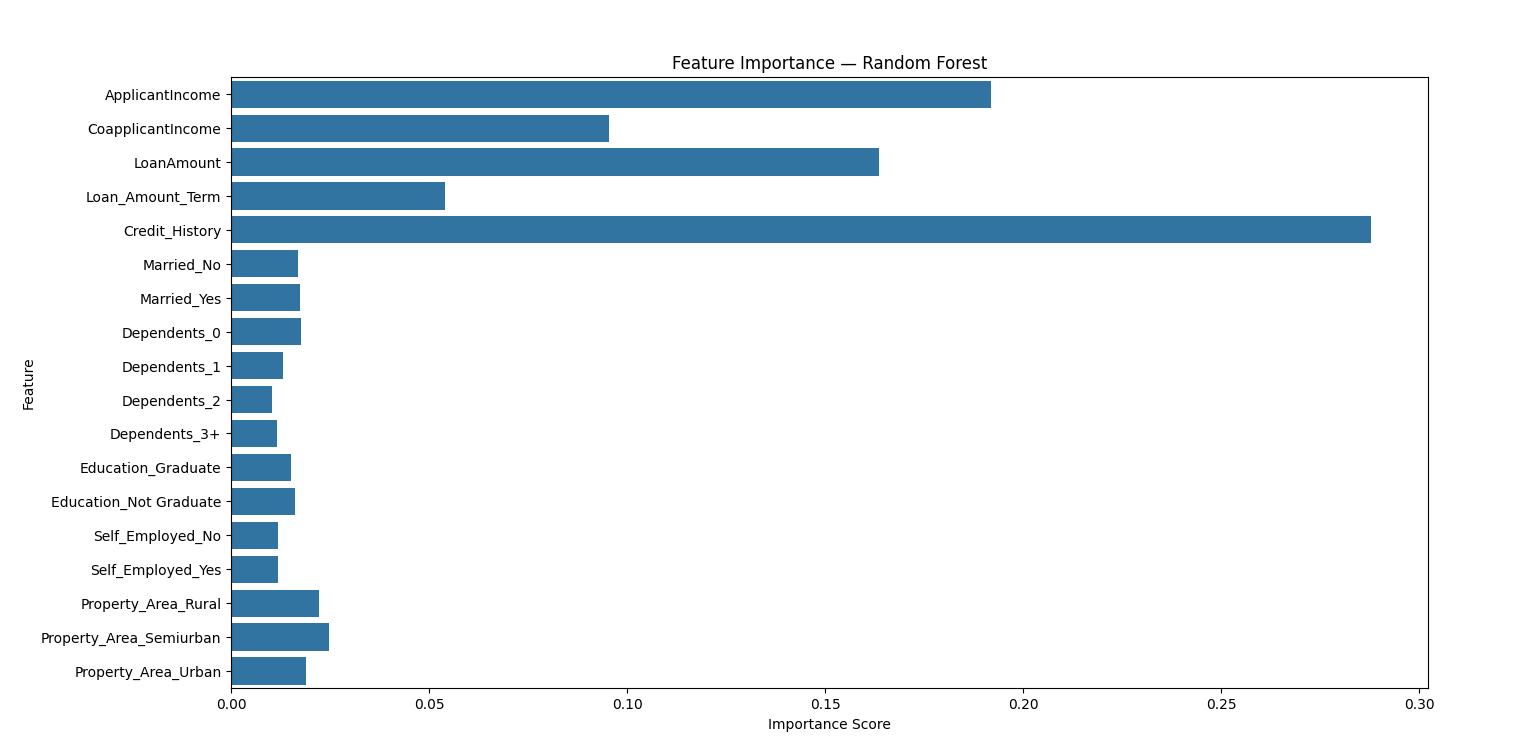 Feature Importance — Random Forest
ApplicantIncome
CoapplicantIncome
LoanAmount
Loan_Amount_Term
Credit_History
Married_No
Married_Yes
Dependents_0
Dependents_1
Dependents_2
Dependents_3+
Education_Graduate
Education_Not Graduate
Self_Employed_No
Self_Employed_Yes
Property_Area_Rural
Property_Area_Semiurban
Property_Area_Urban
Feature
0.00 0.05 0.10 0.15 0.20 0.25 0.30
Importance Score